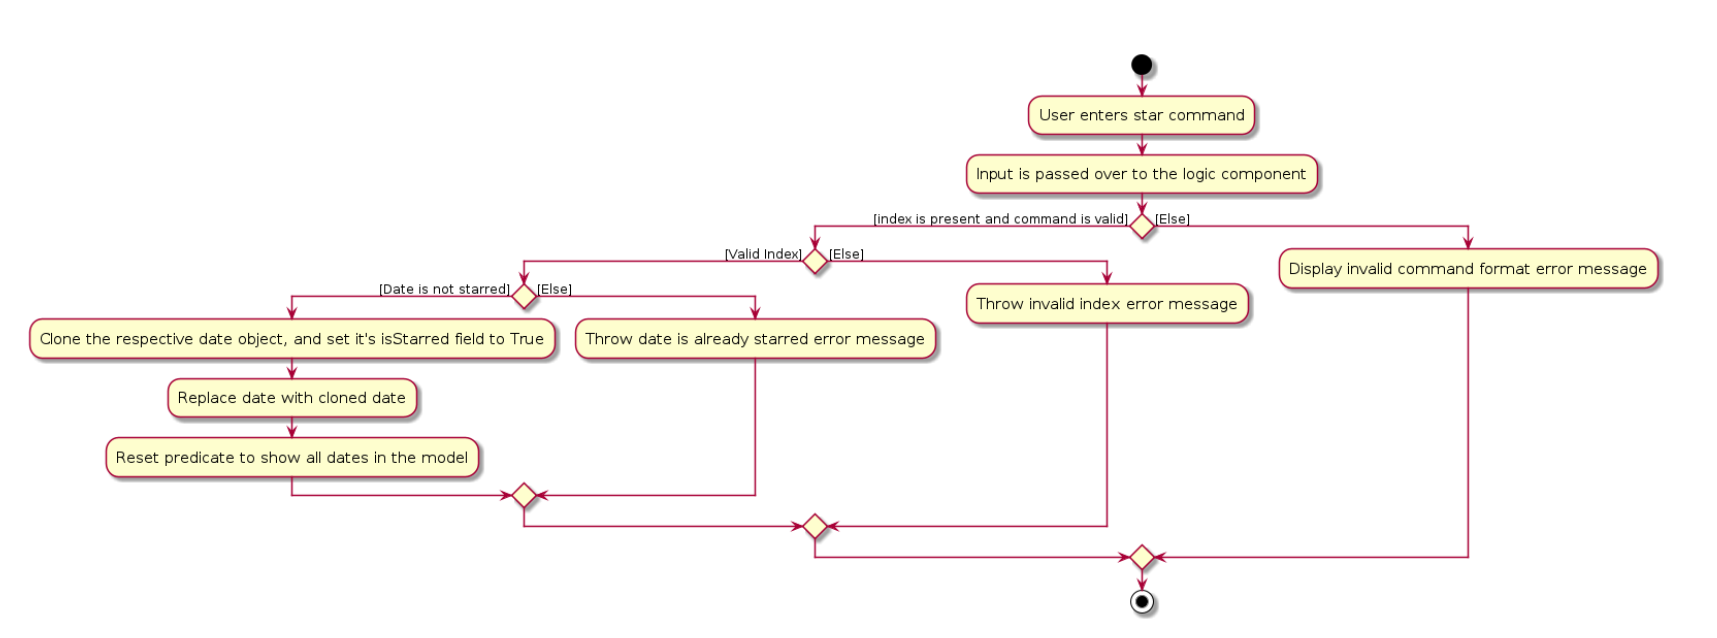 User enters star command
Input is passed over to the logic component
[index is present and command is valid]
[Else]
[Valid Index]
[Else]
Display invalid command format error message
[Date is not starred]
[Else]
Throw invalid index error message
Clone the respective date object, and set it's isStarred field to True
Throw date is already starred error message
Replace date with cloned date
Reset predicate to show all dates in the model